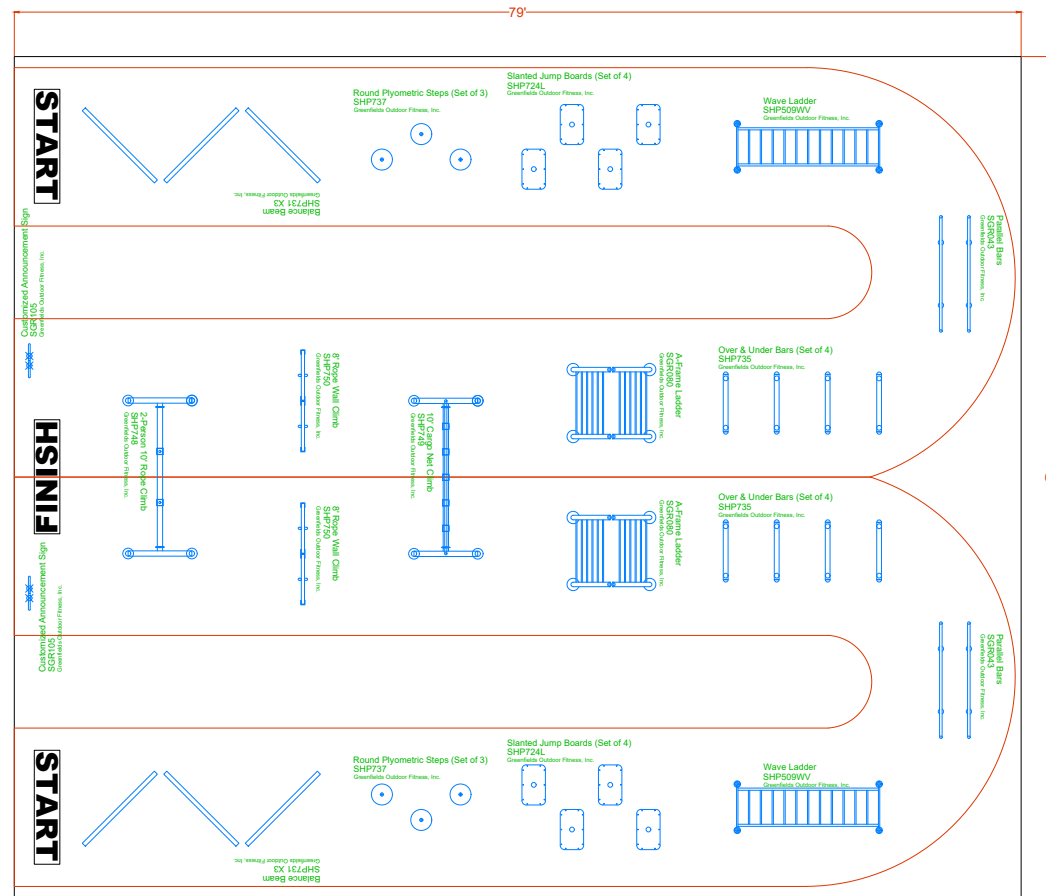 79'
Slanted Jump Boards (Set of 4)
SHP724L
Greenfields Outdoor Fitness, Inc.
Round Plyometric Steps (Set of 3)
SHP737
Greenfields Outdoor Fitness, Inc.
Wave Ladder
SHP509WV
Greenfields Outdoor Fitness, Inc.
START
Balance Beam
SHP731 X3
Greenfields Outdoor Fitness, Inc.
Parallel Bars
SGR043
Greenfields Outdoor Fitness, Inc.
Customized Announcement Sign
SGR105
Greenfields Outdoor Fitness, Inc.
8' Rope Wall Climb
SHP750
Greenfields Outdoor Fitness, Inc.
A-Frame Ladder
SGR080
Greenfields Outdoor Fitness, Inc.
Over & Under Bars (Set of 4)
SHP735
Greenfields Outdoor Fitness, Inc.
2-Person 10' Rope Climb
SHP748
Greenfields Outdoor Fitness, Inc.
10' Cargo Net Climb
SHP749
Greenfields Outdoor Fitness, Inc.
FINISH
8' Rope Wall Climb
SHP750
Greenfields Outdoor Fitness, Inc.
A-Frame Ladder
SGR080
Greenfields Outdoor Fitness, Inc.
Over & Under Bars (Set of 4)
SHP735
Greenfields Outdoor Fitness, Inc.
Customized Announcement Sign
SGR105
Greenfields Outdoor Fitness, Inc.
Parallel Bars
SGR043
Greenfields Outdoor Fitness, Inc.
Slanted Jump Boards (Set of 4)
SHP724L
Greenfields Outdoor Fitness, Inc.
Round Plyometric Steps (Set of 3)
SHP737
Greenfields Outdoor Fitness, Inc.
Wave Ladder
SHP509WV
Greenfields Outdoor Fitness, Inc.
START
Balance Beam
SHP731 X3
Greenfields Outdoor Fitness, Inc.